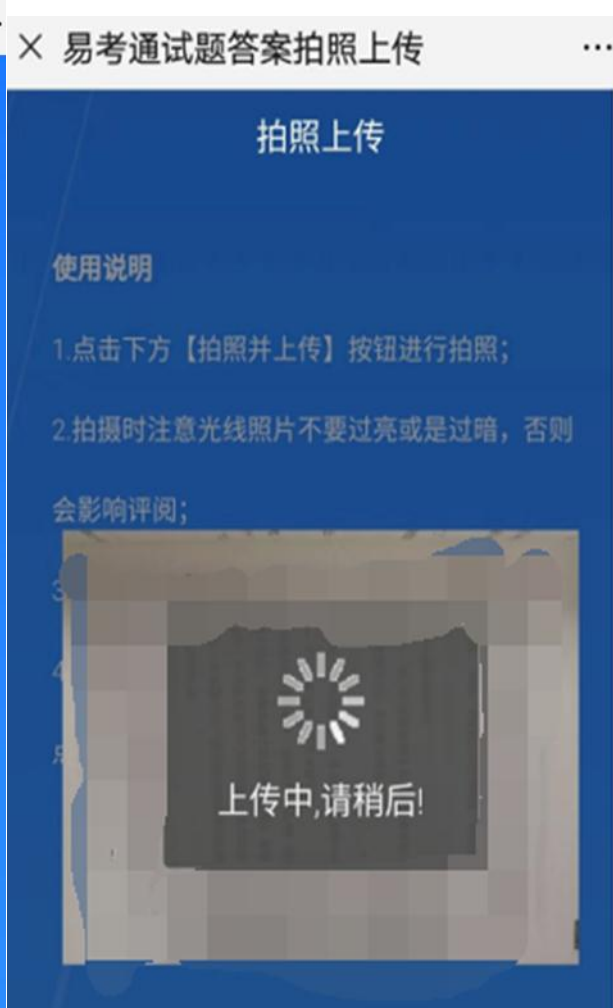 × 易考通试题答案拍照上传 ...
拍照上传
使用说明
1.点击下方【拍照并上传】按钮进行拍照;
2.拍摄时注意光线照片不要过亮或是过暗，否则
会影响评阅;
3
4
上传中,请稍后!